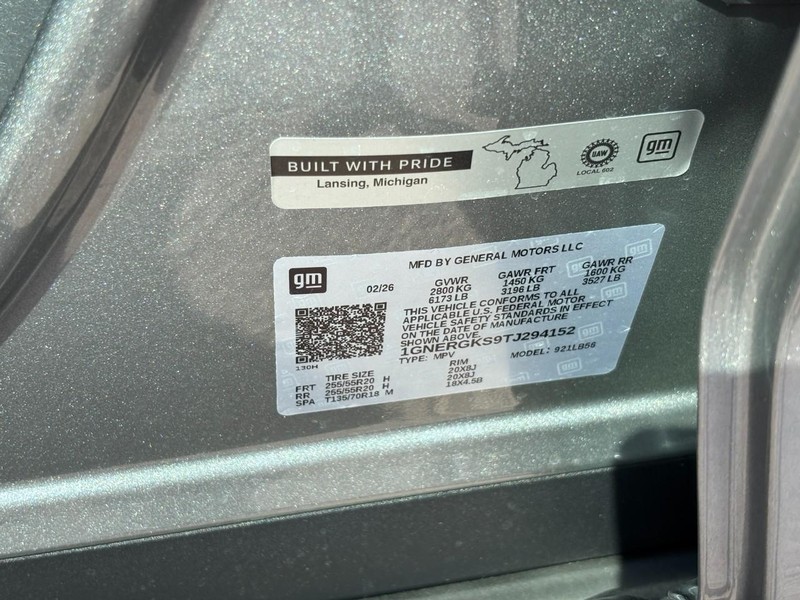 BUILT WITH PRIDE
Lansing, Michigan
UAW
LOCAL 602
gm
gm
MFD BY GENERAL MOTORS LLC
02/26
GVWR GAWR FRT GAWR RR
2800 KG 1450 KG 1600 KG
6173 LB 3196 LB 3527 LB
THIS VEHICLE CONFORMS TO ALL
APPLICABLE U.S. FEDERAL MOTOR
VEHICLE SAFETY STANDARDS IN EFFECT
ON THE DATE OF MANUFACTURE
SHOWN ABOVE.
1GNERGKS9TJ294152
TYPE: MPV MODEL: 921LB56
130H
TIRE SIZE RIM
FRT 255/55R20 H 20X8J
RR 255/55R20 H 20X8J
SPA T135/70R18 M 18X4.5B